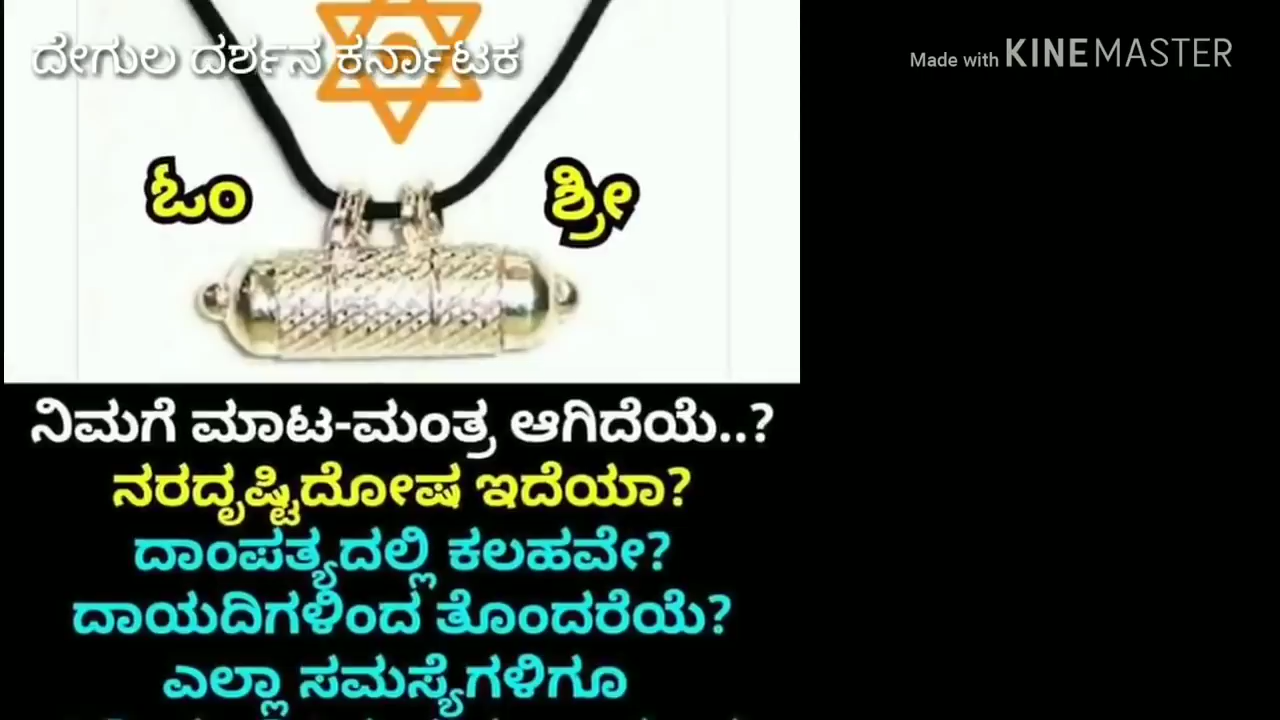 ದೇಗುಲ ದರ್ಶನ ಕರ್ನಾಟಕ
Made with KINEMASTER
ಓಂ
ಶ್ರೀ
ನಿಮಗೆ ಮಾಟ-ಮಂತ್ರ ಆಗಿದೆಯೆ..?
ನರದೃಷ್ಟಿದೋಷ ಇದೆಯಾ?
ದಾಂಪತ್ಯದಲ್ಲಿ ಕಲಹವೇ?
ದಾಯದಿಗಳಿಂದ ತೊಂದರೆಯೆ?
ಎಲ್ಲಾ ಸಮಸ್ಯೆಗಳಿಗೂ